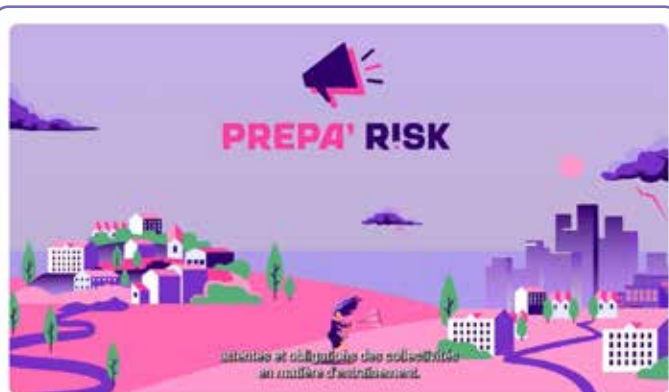 PREPA' R!SK
attentes et obligations des collectivités
en matière d'entraînement.